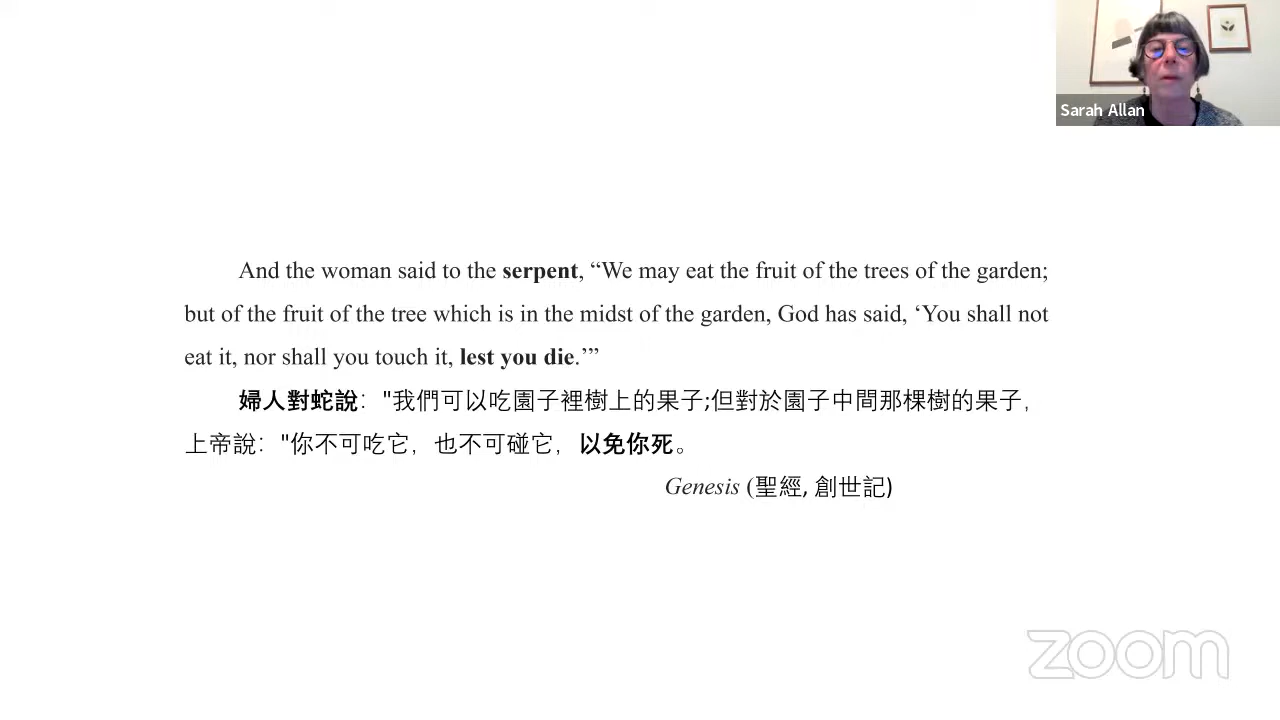 Sarah Allan
And the woman said to the serpent, “We may eat the fruit of the trees of the garden;
but of the fruit of the tree which is in the midst of the garden, God has said, ‘You shall not
eat it, nor shall you touch it, lest you die.’”
婦人對蛇說："我們可以吃園子裡樹上的果子;但對於園子中間那棵樹的果子，
上帝說："你不可吃它，也不可碰它，以免你死。
Genesis (聖經, 創世記)
zoom